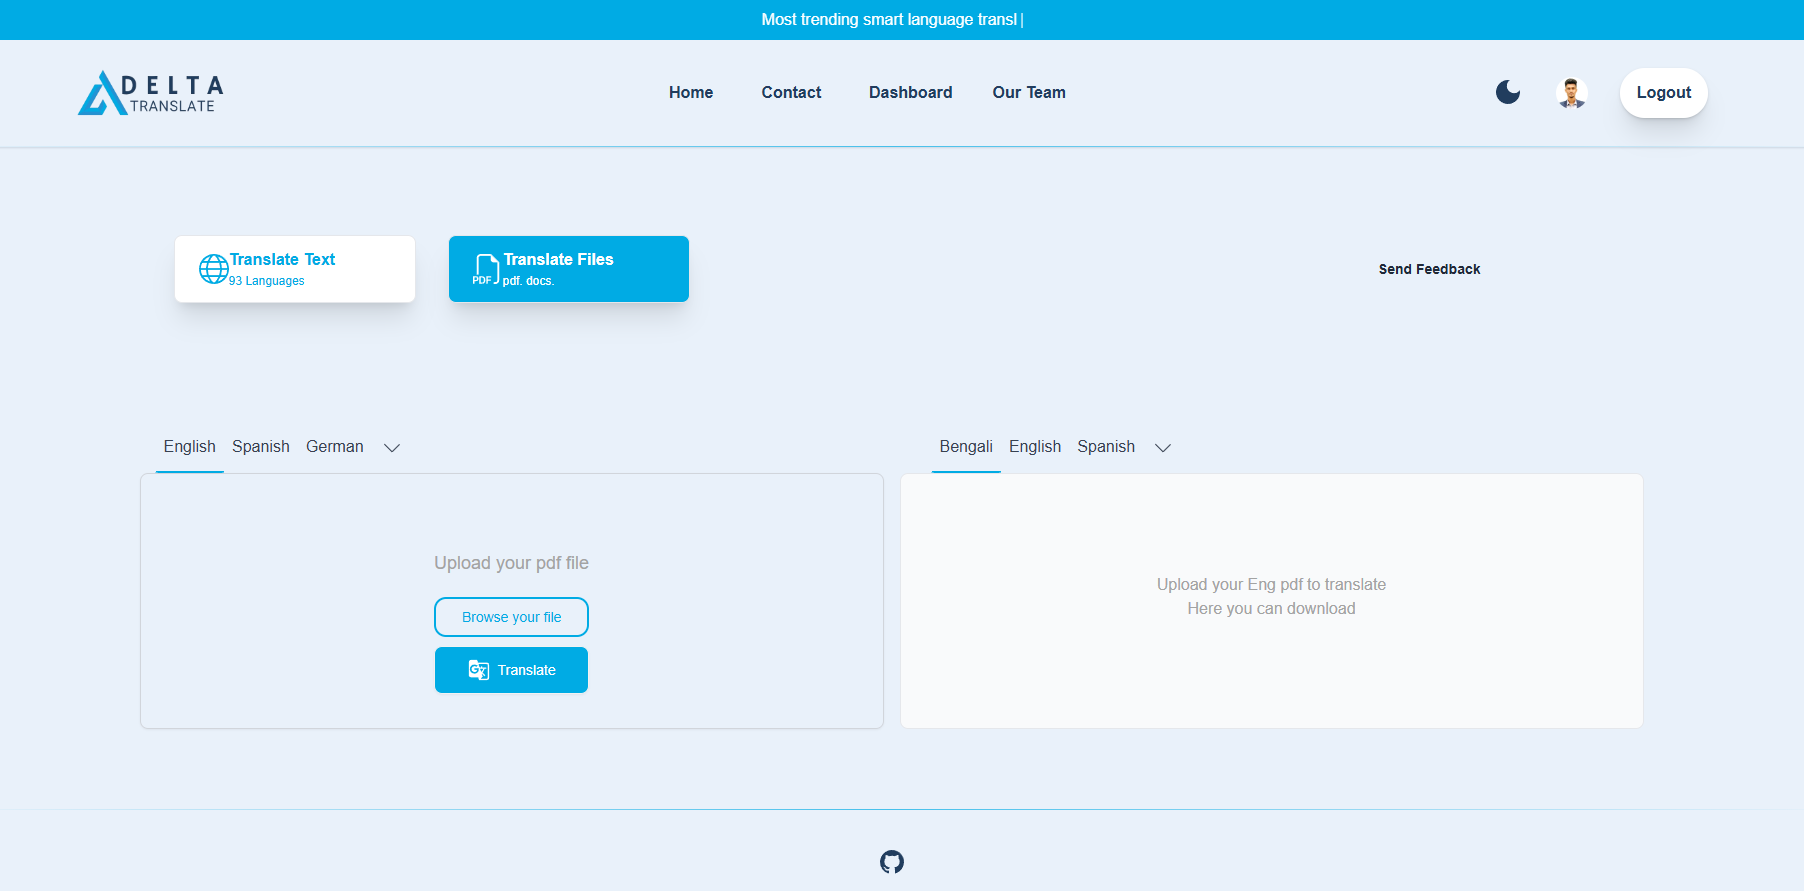 Most trending smart language transl|
DELTA
TRANSLATE
Home Contact Dashboard Our Team
Logout
Translate Text
93 Languages
PDF
Translate Files
pdf. docs.
Send Feedback
English Spanish German
Bengali English Spanish
Upload your pdf file
Browse your file
G Translate
Upload your Eng pdf to translate
Here you can download